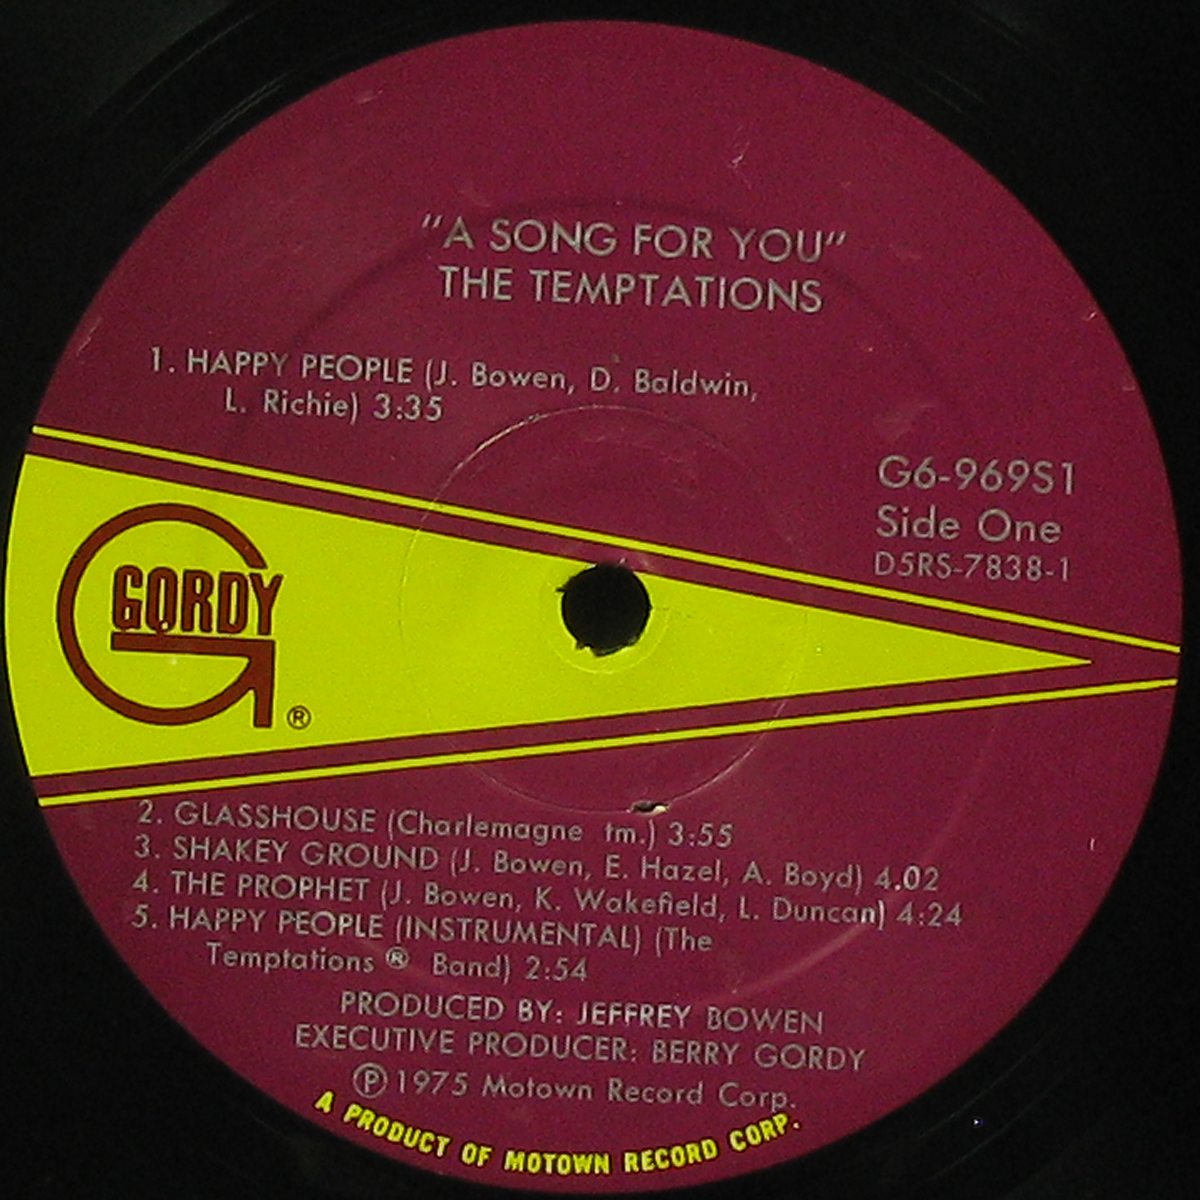 "A SONG FOR YOU"
THE TEMPTATIONS
1. HAPPY PEOPLE (J. Bowen, D. Baldwin,
L. Richie) 3:35
G6-969S1
Side One
D5RS-7838-1
GORDY
®
2. GLASSHOUSE (Charlemagne tm.) 3:55
3. SHAKEY GROUND (J. Bowen, E. Hazel, A. Boyd) 4.02
4. THE PROPHET (J. Bowen, K. Wakefield, L. Duncan) 4:24
5. HAPPY PEOPLE (INSTRUMENTAL) (The
Temptations ® Band) 2:54
PRODUCED BY: JEFFREY BOWEN
EXECUTIVE PRODUCER: BERRY GORDY
℗ 1975 Motown Record Corp.
A PRODUCT OF MOTOWN RECORD CORP.